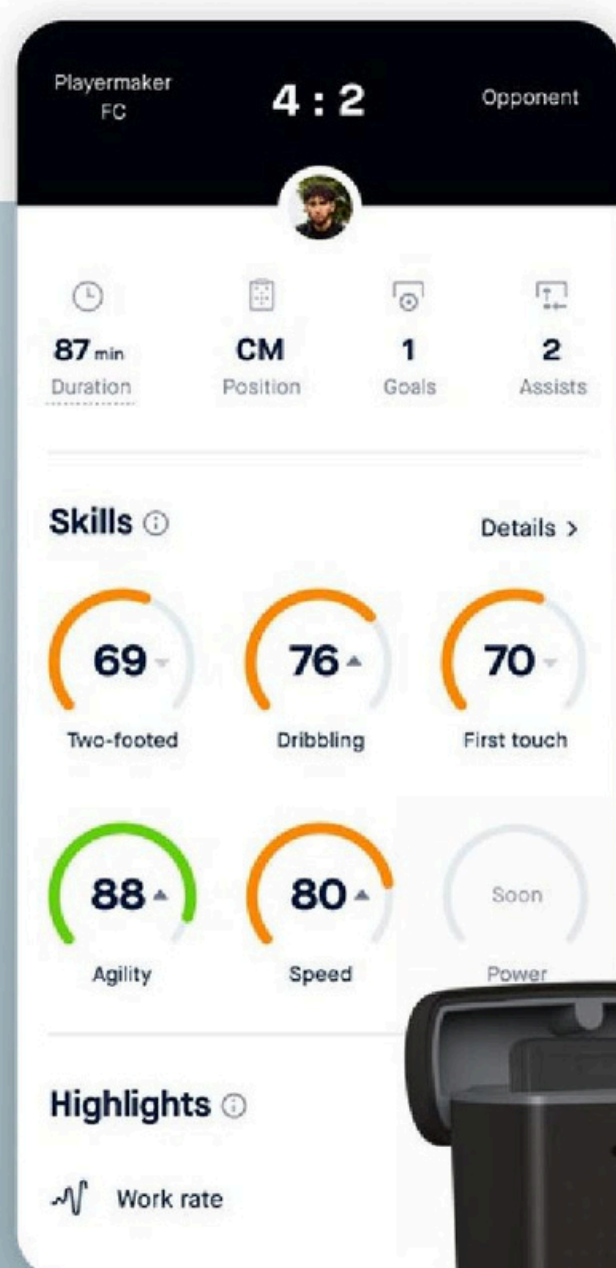 Playermaker
FC
4 : 2
Opponent
87 min
CM
1
2
Duration
Position
Goals
Assists
Skills
Details >
69
76
70
Two-footed
Dribbling
First touch
88
80
Soon
Agility
Speed
Power
Highlights
Work rate